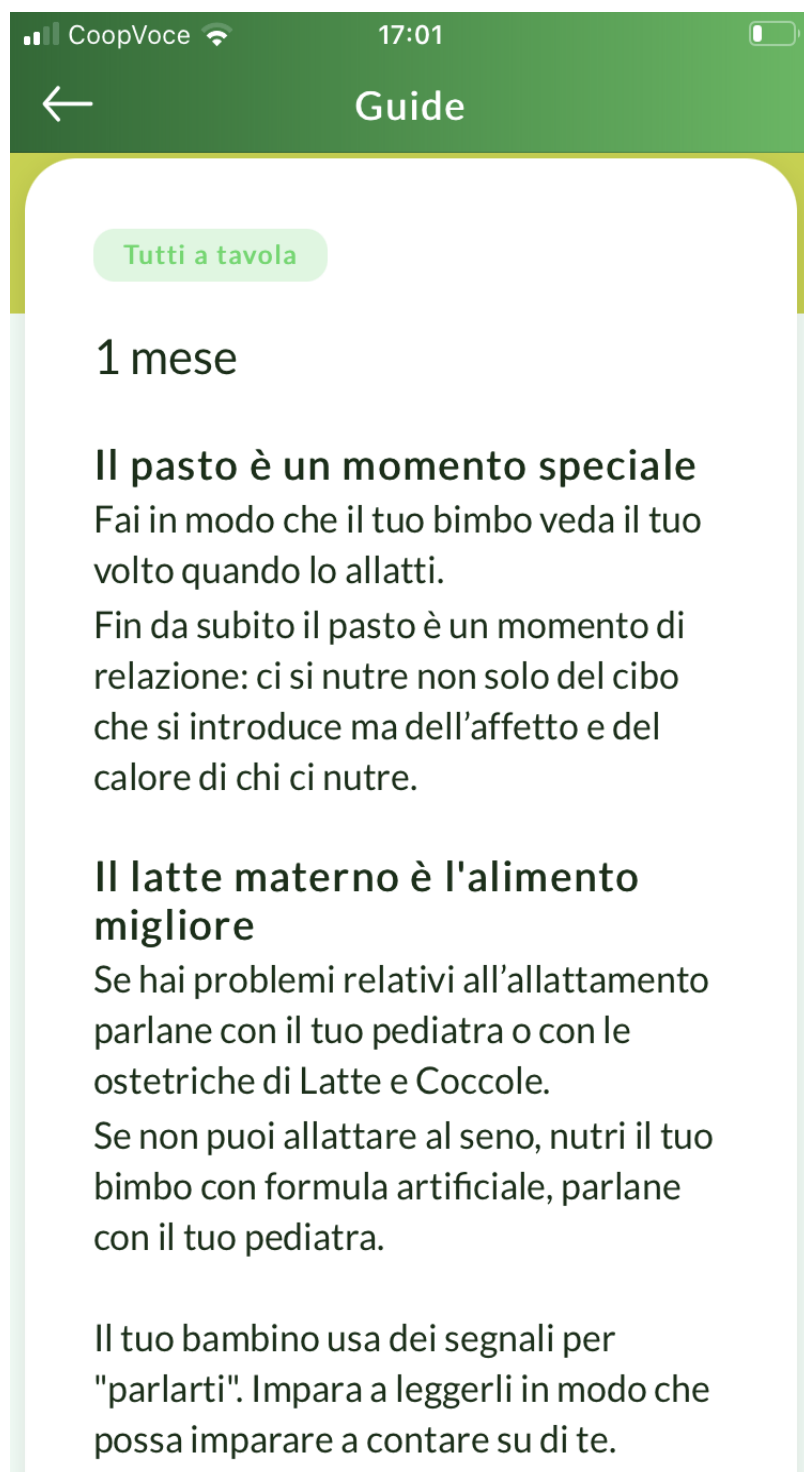 CoopVoce
17:01
Guide
Tutti a tavola
1 mese
Il pasto è un momento speciale
Fai in modo che il tuo bimbo veda il tuo
volto quando lo allatti.
Fin da subito il pasto è un momento di
relazione: ci si nutre non solo del cibo
che si introduce ma dell’affetto e del
calore di chi ci nutre.
Il latte materno è l'alimento
migliore
Se hai problemi relativi all’allattamento
parlane con il tuo pediatra o con le
ostetriche di Latte e Coccole.
Se non puoi allattare al seno, nutri il tuo
bimbo con formula artificiale, parlane
con il tuo pediatra.
Il tuo bambino usa dei segnali per
"parlarti". Impara a leggerli in modo che
possa imparare a contare su di te.